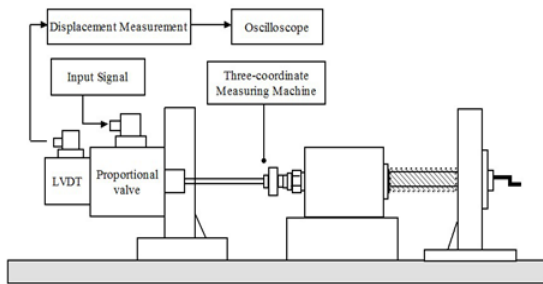 Displacement Measurement
Oscilloscope
Input Signal
Three-coordinate
Measuring Machine
LVDT
Proportional
valve